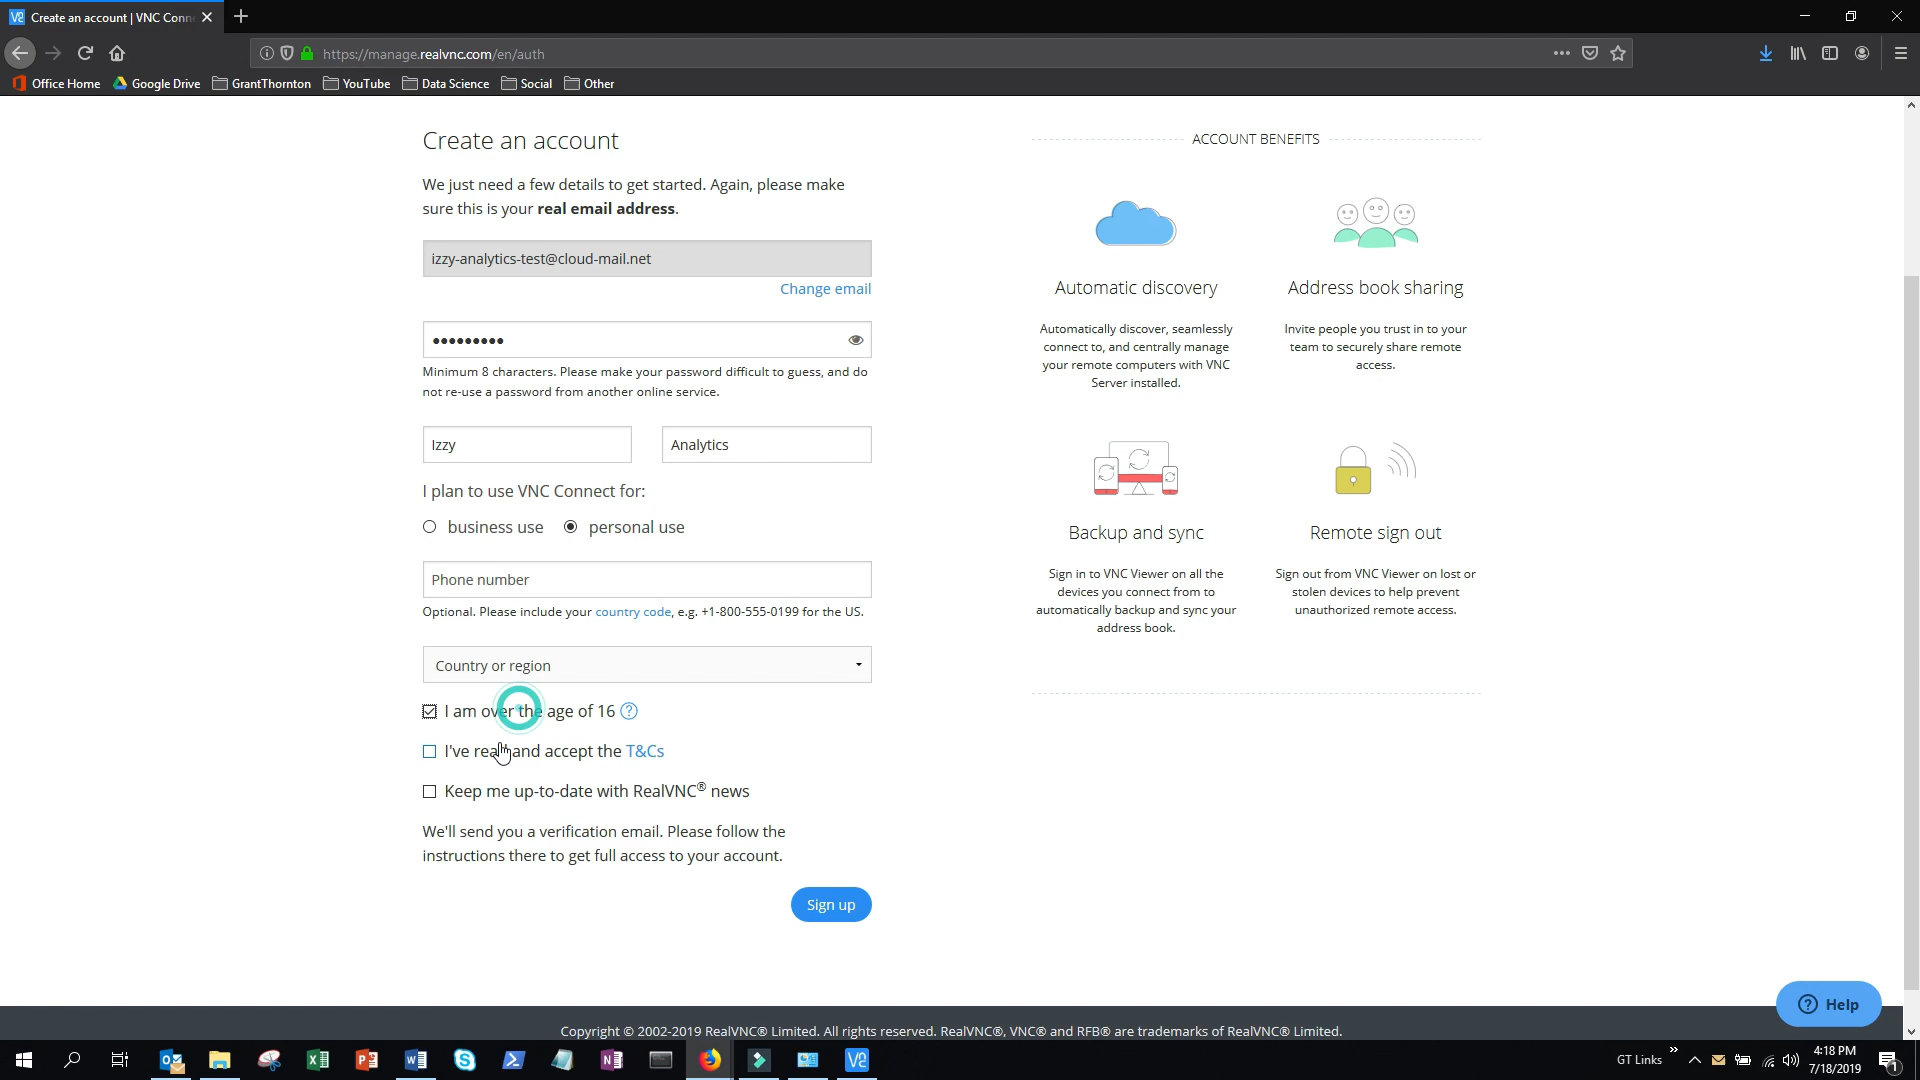 Create an account | VNC Conn
https://manage.realvnc.com/en/auth
Office Home
Google Drive
GrantThornton
YouTube
Data Science
Social
Other
Create an account
We just need a few details to get started. Again, please make
sure this is your real email address.
izzy-analytics-test@cloud-mail.net
Change email
Minimum 8 characters. Please make your password difficult to guess, and do
not re-use a password from another online service.
Izzy
Analytics
I plan to use VNC Connect for:
business use
personal use
Phone number
Optional. Please include your country code, e.g. +1-800-555-0199 for the US.
Country or region
I am over the age of 16
I've read and accept the T&Cs
Keep me up-to-date with RealVNC® news
We'll send you a verification email. Please follow the
instructions there to get full access to your account.
Sign up
ACCOUNT BENEFITS
Automatic discovery
Automatically discover, seamlessly
connect to, and centrally manage
your remote computers with VNC
Server installed.
Address book sharing
Invite people you trust in to your
team to securely share remote
access.
Backup and sync
Sign in to VNC Viewer on all the
devices you connect from to
automatically backup and sync your
address book.
Remote sign out
Sign out from VNC Viewer on lost or
stolen devices to help prevent
unauthorized remote access.
Help
Copyright © 2002-2019 RealVNC® Limited. All rights reserved. RealVNC®, VNC® and RFB® are trademarks of RealVNC® Limited.
GT Links
4:18 PM
7/18/2019
1